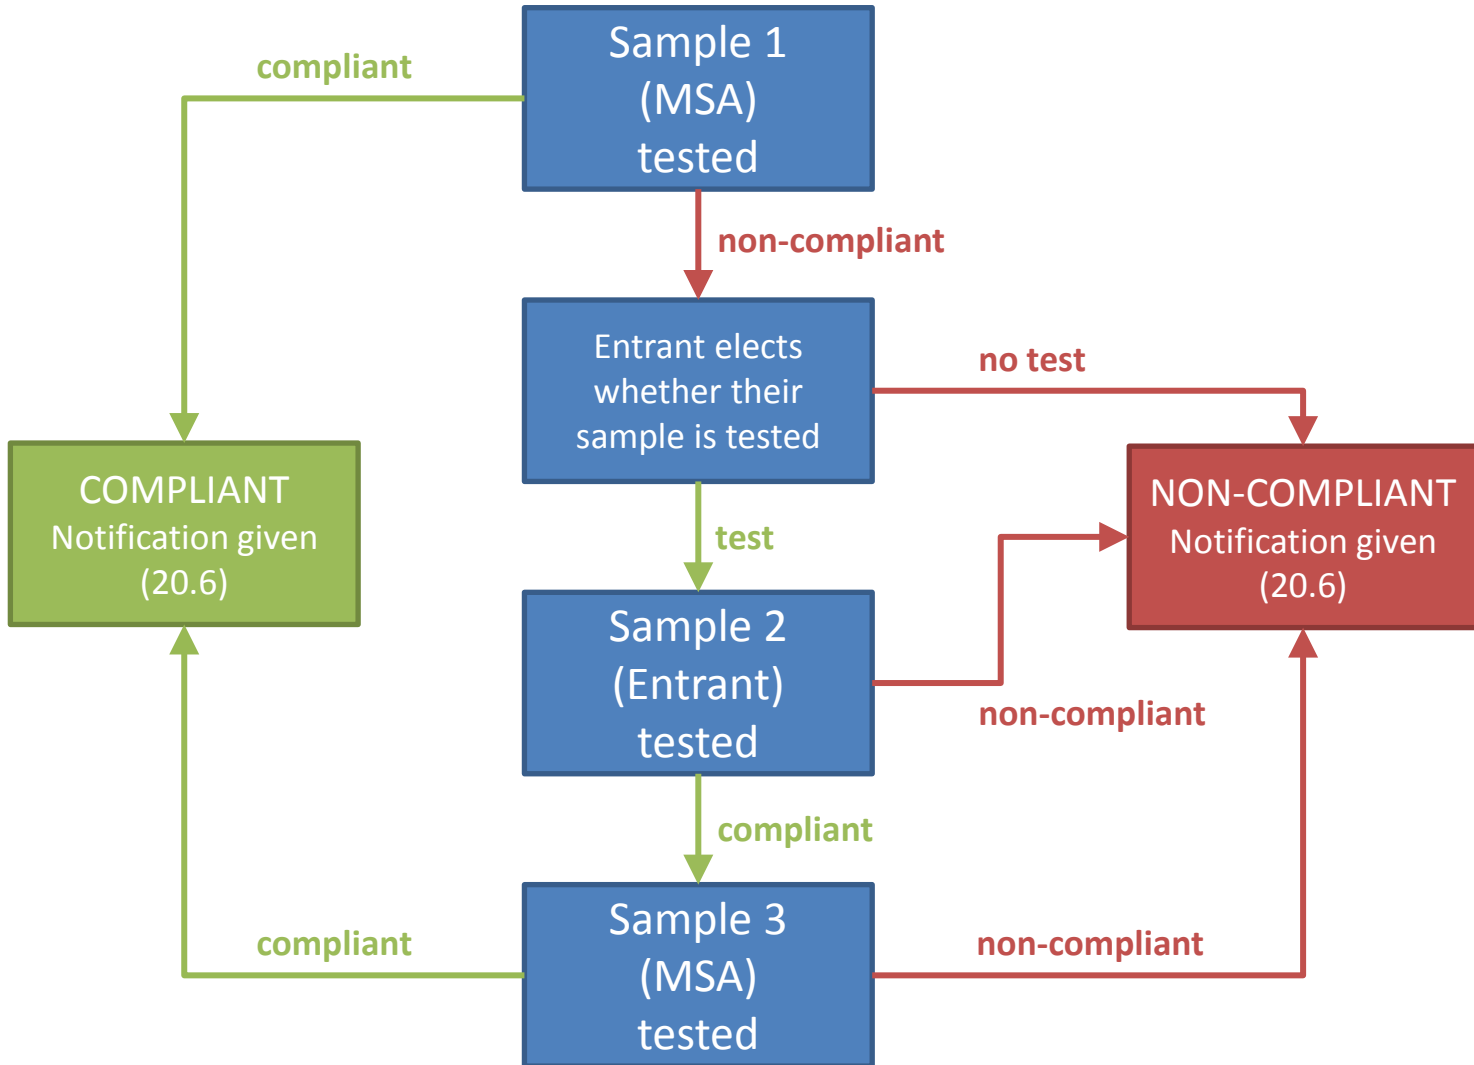 Sample 1
(MSA)
tested
compliant
non-compliant
Entrant elects
whether their
sample is tested
no test
COMPLIANT
Notification given
(20.6)
NON-COMPLIANT
Notification given
(20.6)
test
Sample 2
(Entrant)
tested
non-compliant
compliant
Sample 3
(MSA)
tested
compliant
non-compliant